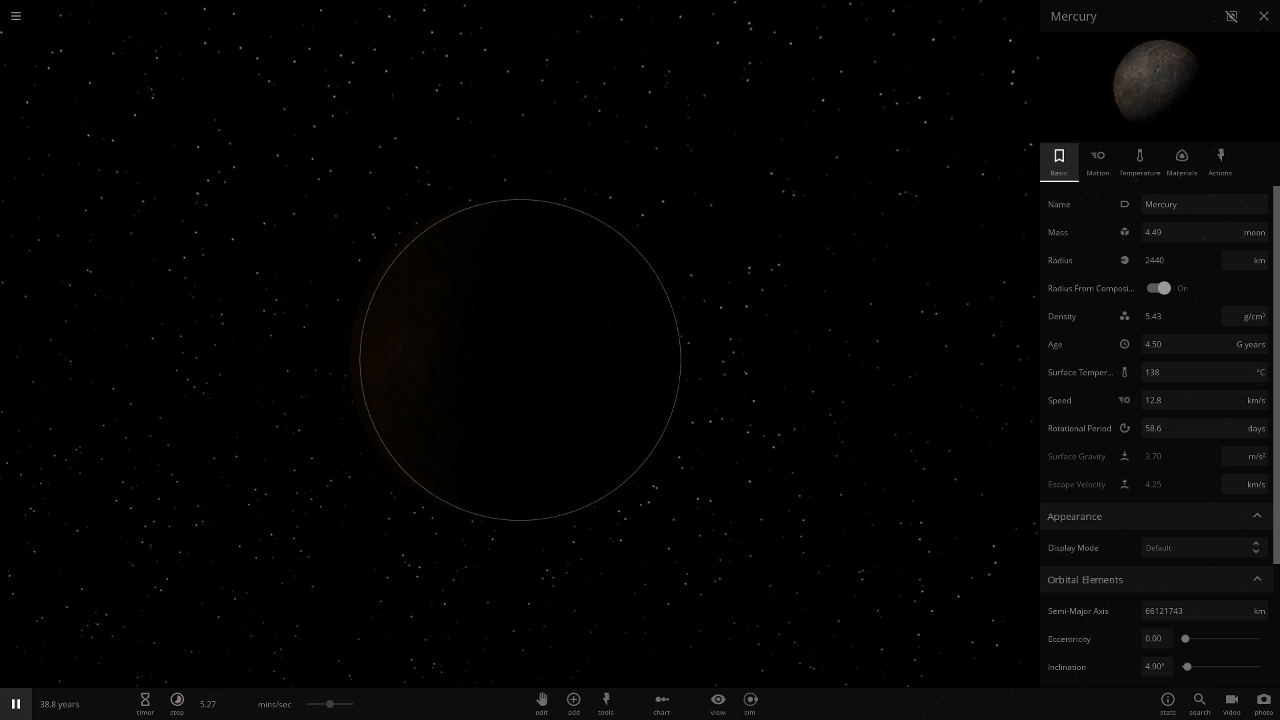 Mercury
Basic
Motion
Temperature
Materials
Actions
Name Mercury
Mass 4.49 moon
Radius 2440 km
Radius From Composi... On
Density 5.43 g/cm³
Age 4.50 G years
Surface Temper... 138 °C
Speed 12.8 km/s
Rotational Period 58.6 days
Surface Gravity 3.70 m/s²
Escape Velocity 4.25 km/s
Appearance
Display Mode Default
Orbital Elements
Semi-Major Axis 66121743 km
Eccentricity 0.00
Inclination 4.90°
38.8 years
timer
step
5.27 mins/sec
edit
add
tools
chart
view
sim
stats
search
video
photo